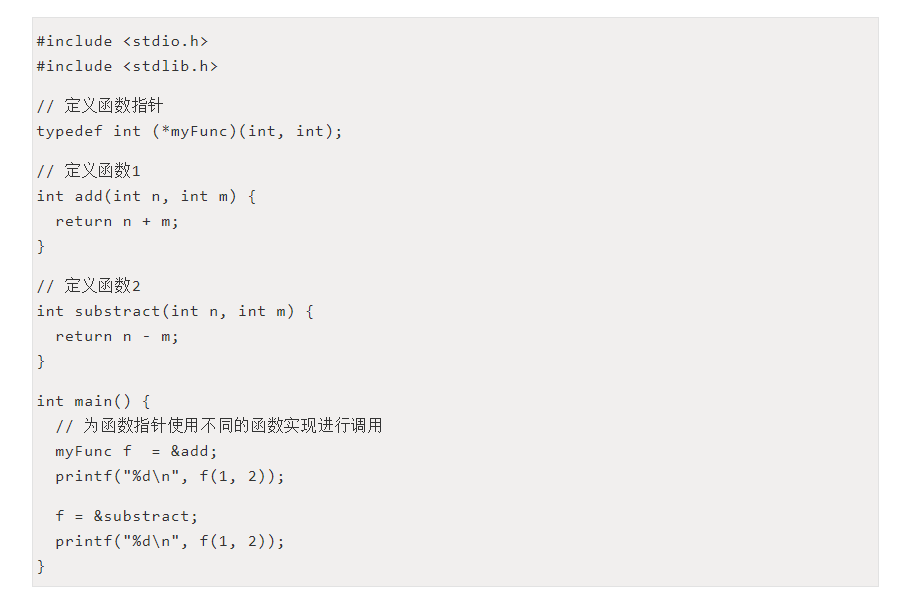 #include <stdio.h>
#include <stdlib.h>
// 定义函数指针
typedef int (*myFunc)(int, int);
// 定义函数1
int add(int n, int m) {
  return n + m;
}
// 定义函数2
int substract(int n, int m) {
  return n - m;
}
int main() {
  // 为函数指针使用不同的函数实现进行调用
  myFunc f  = &add;
  printf("%d\n", f(1, 2));
  f = &substract;
  printf("%d\n", f(1, 2));
}